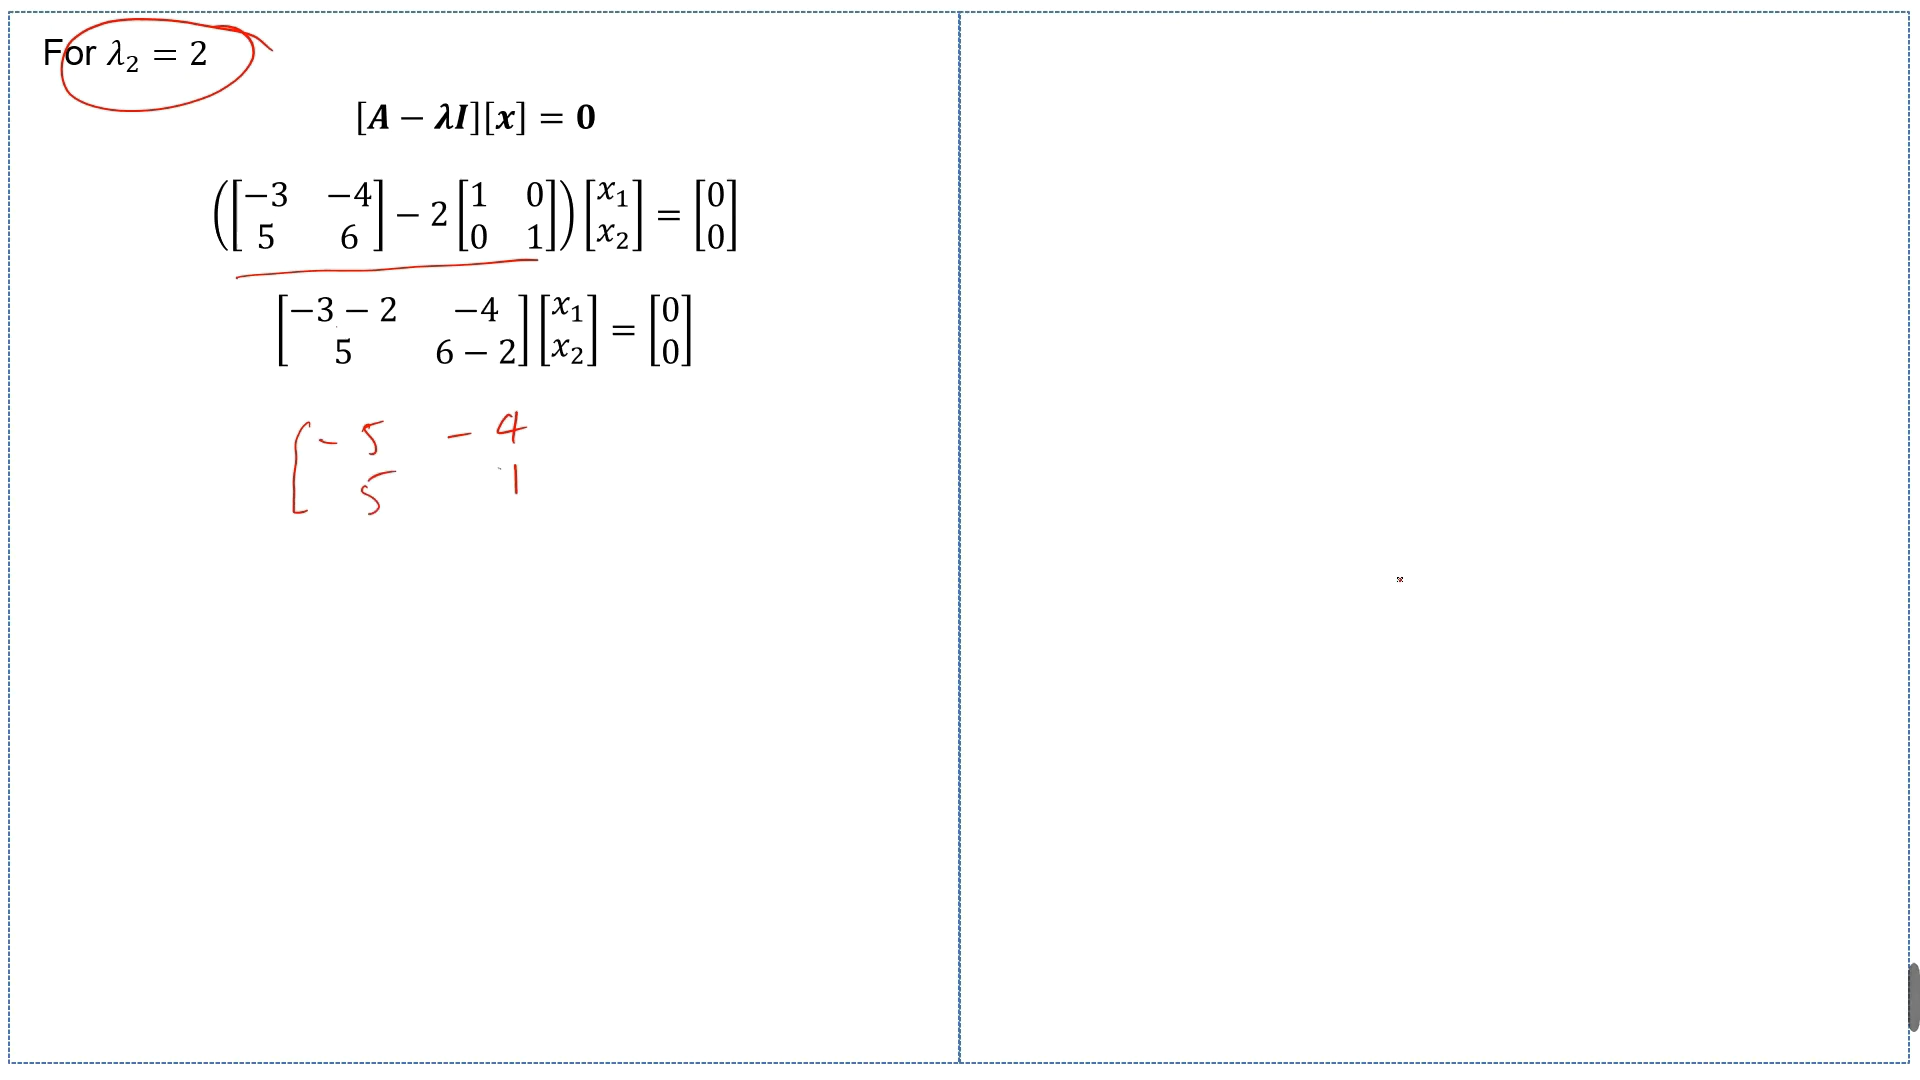 For λ₂ = 2
[A − λI][x] = 0
([−3 −4; 5 6] − 2 [1 0; 0 1]) [x₁; x₂] = [0; 0]
[−3 − 2 −4; 5 6 − 2] [x₁; x₂] = [0; 0]
[ - 5 - 4
5 1